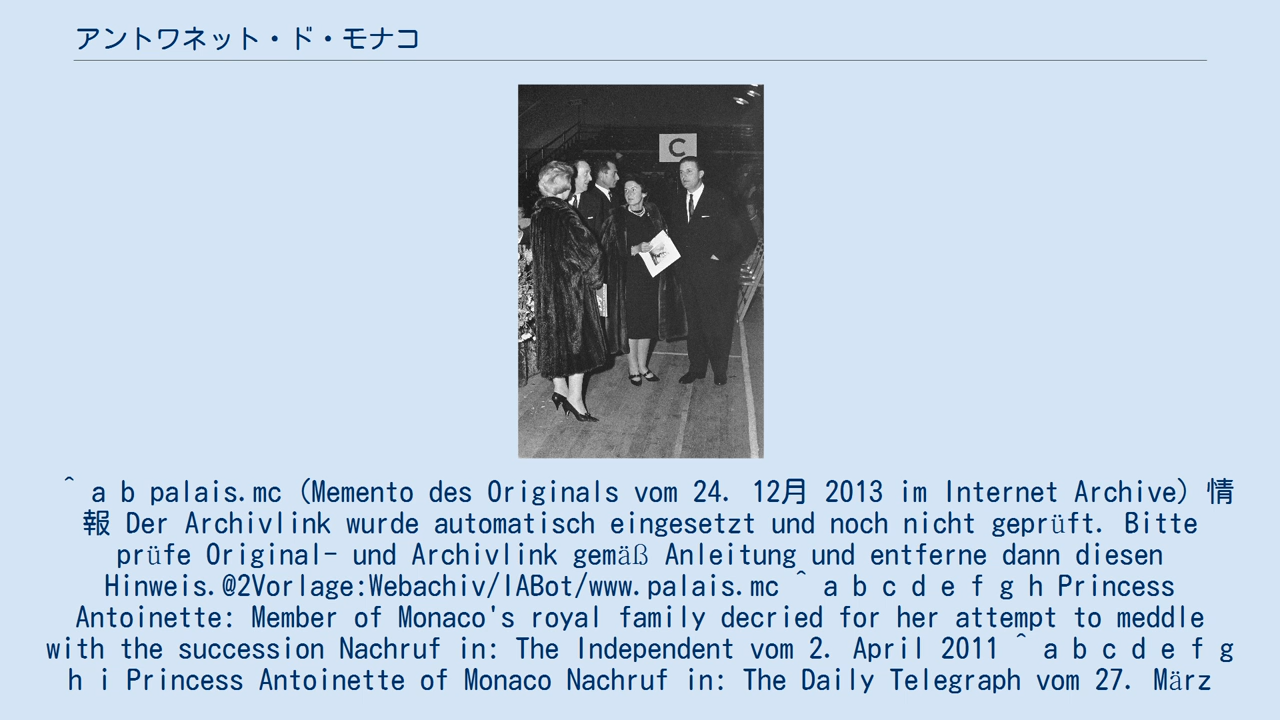 アントワネット・ド・モナコ
C
^ a b palais.mc (Memento des Originals vom 24. 12月 2013 im Internet Archive) 情
報 Der Archivlink wurde automatisch eingesetzt und noch nicht geprüft. Bitte
prüfe Original- und Archivlink gemäß Anleitung und entferne dann diesen
Hinweis.@2Vorlage:Webachiv/IABot/www.palais.mc ^ a b c d e f g h Princess
Antoinette: Member of Monaco's royal family decried for her attempt to meddle
with the succession Nachruf in: The Independent vom 2. April 2011 ^ a b c d e f g
h i Princess Antoinette of Monaco Nachruf in: The Daily Telegraph vom 27. März